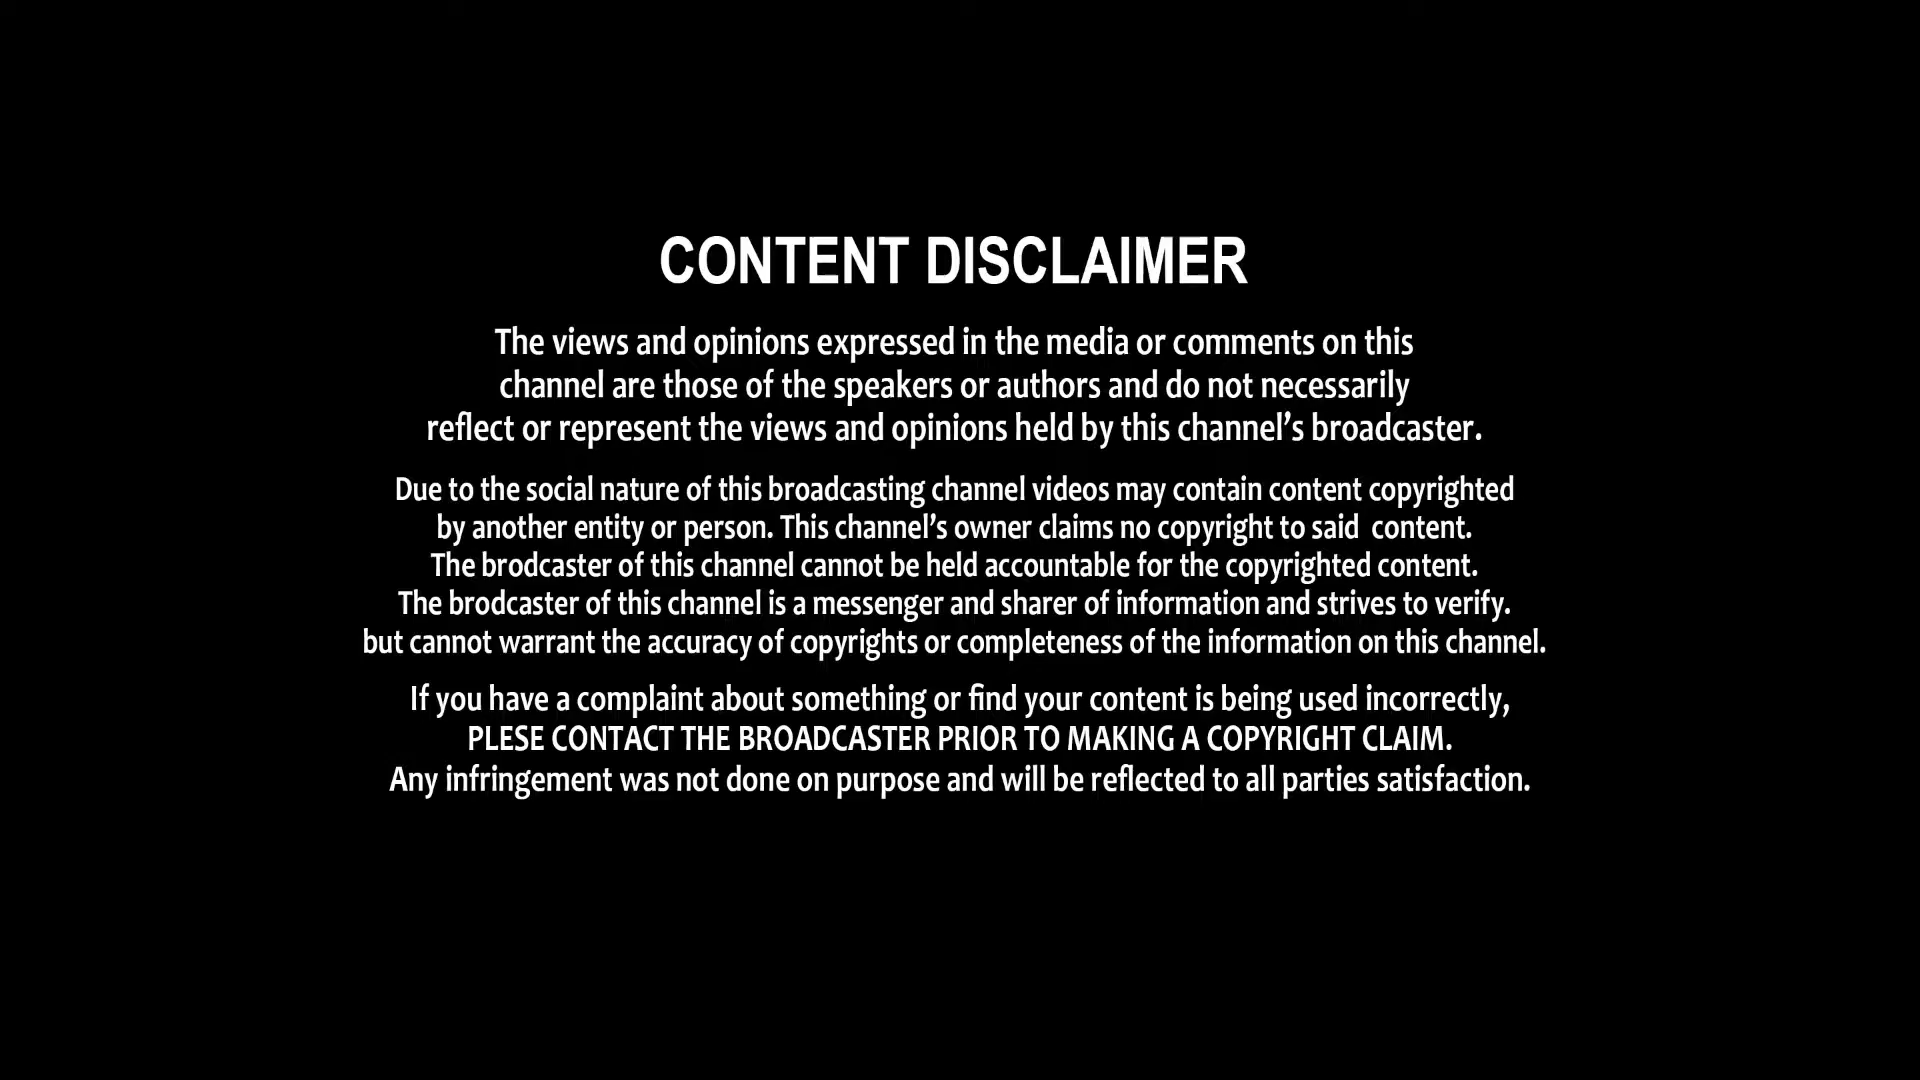 CONTENT DISCLAIMER
The views and opinions expressed in the media or comments on this
channel are those of the speakers or authors and do not necessarily
reflect or represent the views and opinions held by this channel’s broadcaster.
Due to the social nature of this broadcasting channel videos may contain content copyrighted
by another entity or person. This channel’s owner claims no copyright to said  content.
The brodcaster of this channel cannot be held accountable for the copyrighted content.
The brodcaster of this channel is a messenger and sharer of information and strives to verify.
but cannot warrant the accuracy of copyrights or completeness of the information on this channel.
If you have a complaint about something or find your content is being used incorrectly,
PLESE CONTACT THE BROADCASTER PRIOR TO MAKING A COPYRIGHT CLAIM.
Any infringement was not done on purpose and will be reflected to all parties satisfaction.